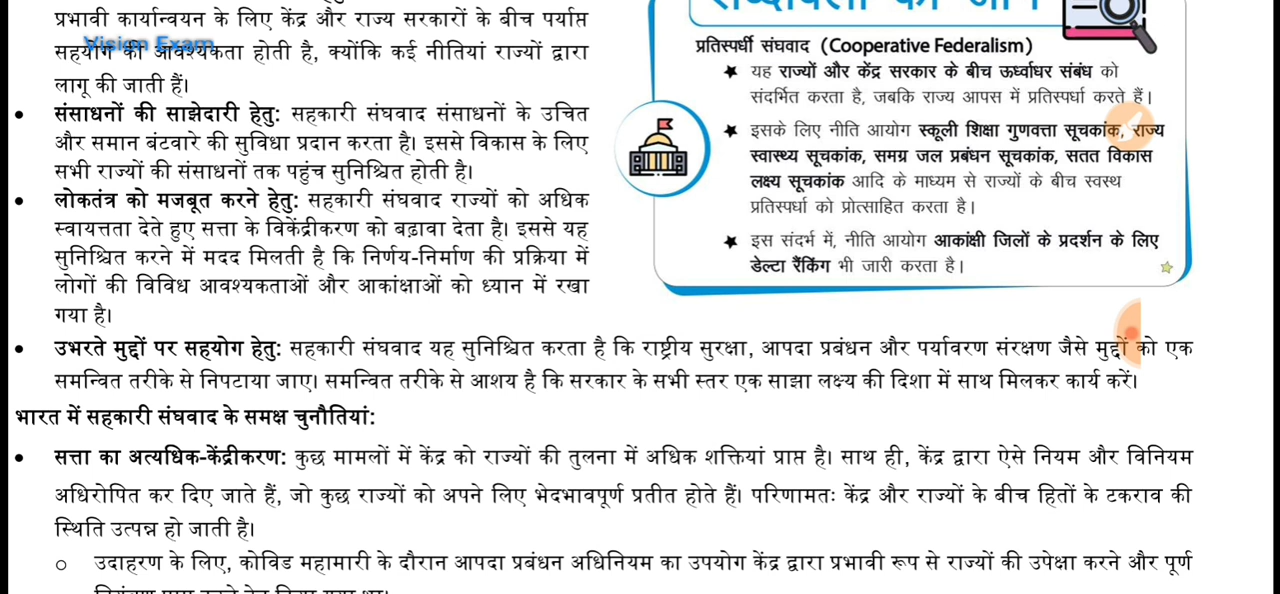 प्रभावी कार्यान्वयन के लिए केंद्र और राज्य सरकारों के बीच पर्याप्त
सहयोग की आवश्यकता होती है, क्योंकि कई नीतियां राज्यों द्वारा
Vision Exam
लागू की जाती हैं।
• संसाधनों की साझेदारी हेतु: सहकारी संघवाद संसाधनों के उचित
और समान बंटवारे की सुविधा प्रदान करता है। इससे विकास के लिए
सभी राज्यों की संसाधनों तक पहुंच सुनिश्चित होती है।
• लोकतंत्र को मजबूत करने हेतु: सहकारी संघवाद राज्यों को अधिक
स्वायत्तता देते हुए सत्ता के विकेंद्रीकरण को बढ़ावा देता है। इससे यह
सुनिश्चित करने में मदद मिलती है कि निर्णय-निर्माण की प्रक्रिया में
लोगों की विविध आवश्यकताओं और आकांक्षाओं को ध्यान में रखा
गया है।
प्रतिस्पर्धी संघवाद (Cooperative Federalism)
★ यह राज्यों और केंद्र सरकार के बीच ऊर्ध्वाधर संबंध को
संदर्भित करता है, जबकि राज्य आपस में प्रतिस्पर्धा करते हैं।
★ इसके लिए नीति आयोग स्कूली शिक्षा गुणवत्ता सूचकांक, राज्य
स्वास्थ्य सूचकांक, समग्र जल प्रबंधन सूचकांक, सतत विकास
लक्ष्य सूचकांक आदि के माध्यम से राज्यों के बीच स्वस्थ
प्रतिस्पर्धा को प्रोत्साहित करता है।
★ इस संदर्भ में, नीति आयोग आकांक्षी जिलों के प्रदर्शन के लिए
डेल्टा रैंकिंग भी जारी करता है।
• उभरते मुद्दों पर सहयोग हेतु: सहकारी संघवाद यह सुनिश्चित करता है कि राष्ट्रीय सुरक्षा, आपदा प्रबंधन और पर्यावरण संरक्षण जैसे मुद्दों को एक
समन्वित तरीके से निपटाया जाए। समन्वित तरीके से आशय है कि सरकार के सभी स्तर एक साझा लक्ष्य की दिशा में साथ मिलकर कार्य करें।
भारत में सहकारी संघवाद के समक्ष चुनौतियां:
• सत्ता का अत्यधिक-केंद्रीकरण: कुछ मामलों में केंद्र को राज्यों की तुलना में अधिक शक्तियां प्राप्त है। साथ ही, केंद्र द्वारा ऐसे नियम और विनियम
अधिरोपित कर दिए जाते हैं, जो कुछ राज्यों को अपने लिए भेदभावपूर्ण प्रतीत होते हैं। परिणामतः केंद्र और राज्यों के बीच हितों के टकराव की
स्थिति उत्पन्न हो जाती है।
○ उदाहरण के लिए, कोविड महामारी के दौरान आपदा प्रबंधन अधिनियम का उपयोग केंद्र द्वारा प्रभावी रूप से राज्यों की उपेक्षा करने और पूर्ण